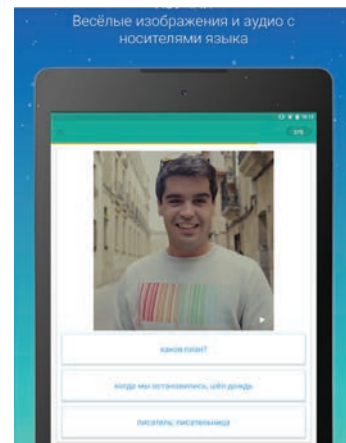 Весёлые изображения и аудио с
носителями языка
каков план?
когда мы остановились, шёл дождь
писатель, писательница